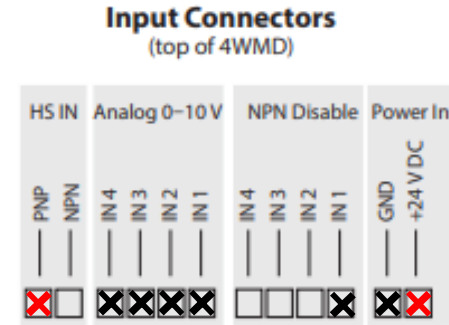 Input Connectors
(top of 4WMD)
HS IN Analog 0–10 V NPN Disable Power In
PNP NPN IN 4 IN 3 IN 2 IN 1 IN 4 IN 3 IN 2 IN 1 GND +24 V DC